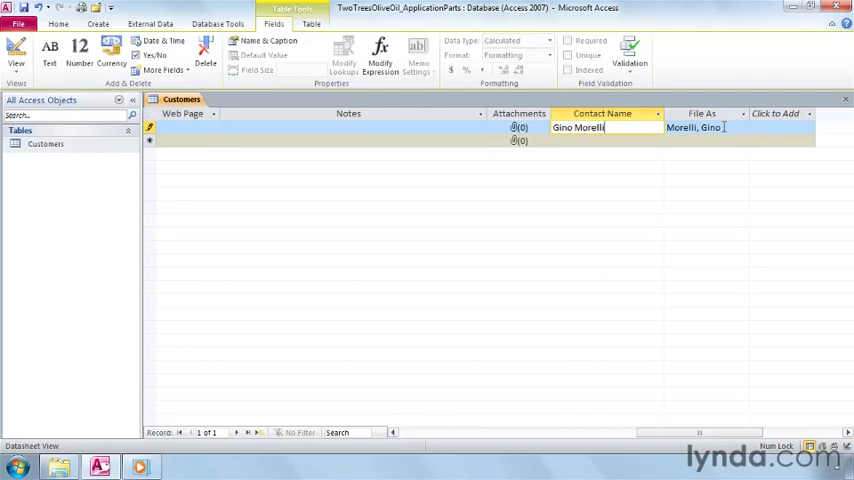 Table Tools
TwoTreesOliveOil_ApplicationParts : Database (Access 2007) - Microsoft Access
File
Home
Create
External Data
Database Tools
Fields
Table
View
Views
AB
Text
12
Number
Currency
Date & Time
Yes/No
More Fields
Delete
Add & Delete
Name & Caption
Default Value
Field Size
Modify Lookups
fx
Modify Expression
ab
Memo Settings
Properties
Data Type: Calculated
Format: Formatting
$ % ,
Formatting
Required
Unique
Indexed
Validation
Field Validation
All Access Objects
Search...
Tables
Customers
Customers
Web Page
Notes
Attachments
Contact Name
File As
Click to Add
(0)
Gino Morelli
Morelli, Gino
(0)
Record:
1 of 1
No Filter
Search
Datasheet View
Num Lock
lynda.com